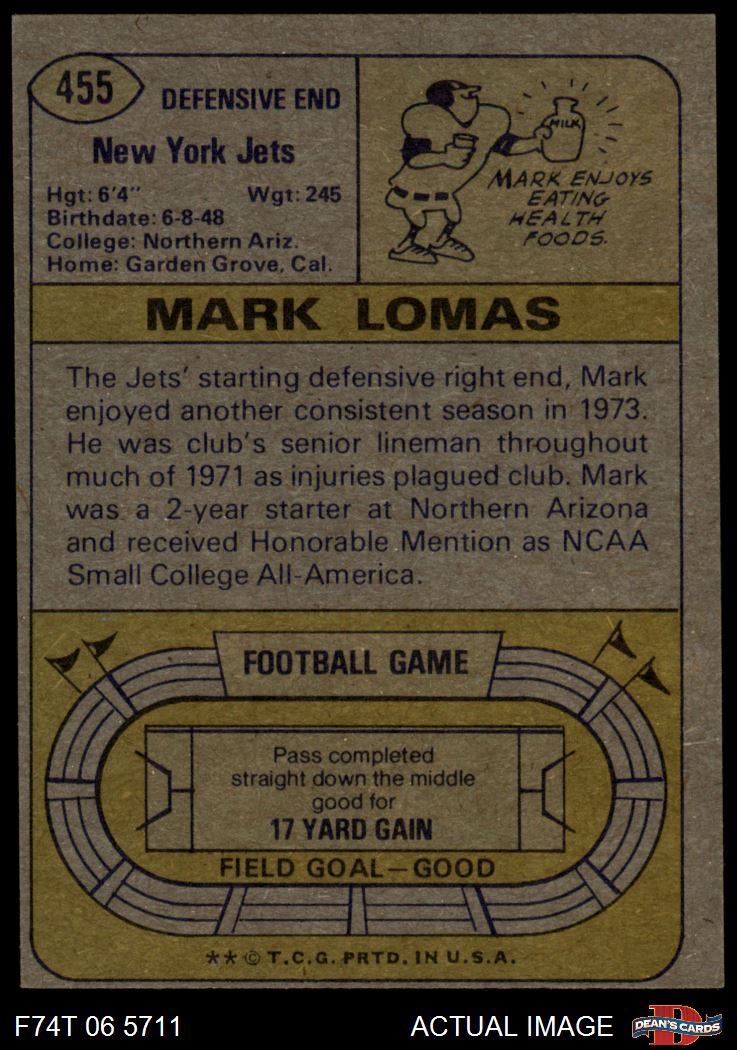 455
DEFENSIVE END
New York Jets
Hgt: 6'4" Wgt: 245
Birthdate: 6-8-48
College: Northern Ariz.
Home: Garden Grove, Cal.
MILK
MARK ENJOYS
EATING
HEALTH
FOODS.
MARK LOMAS
The Jets' starting defensive right end, Mark
enjoyed another consistent season in 1973.
He was club's senior lineman throughout
much of 1971 as injuries plagued club. Mark
was a 2-year starter at Northern Arizona
and received Honorable Mention as NCAA
Small College All-America.
FOOTBALL GAME
Pass completed
straight down the middle
good for
17 YARD GAIN
FIELD GOAL—GOOD
**© T.C.G. PRTD. IN U.S.A.
F74T 06 5711 ACTUAL IMAGE
D
DEAN'S CARDS